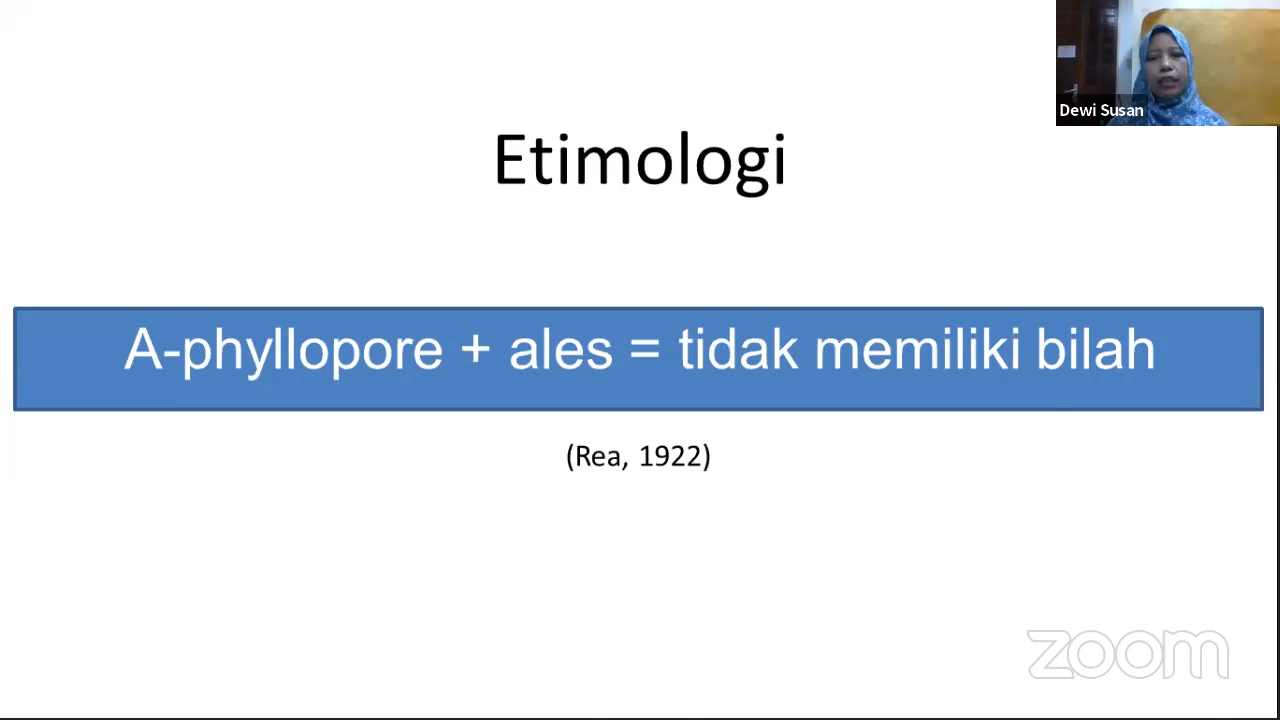 Dewi Susan
Etimologi
A-phyllopore + ales = tidak memiliki bilah
(Rea, 1922)
zoom